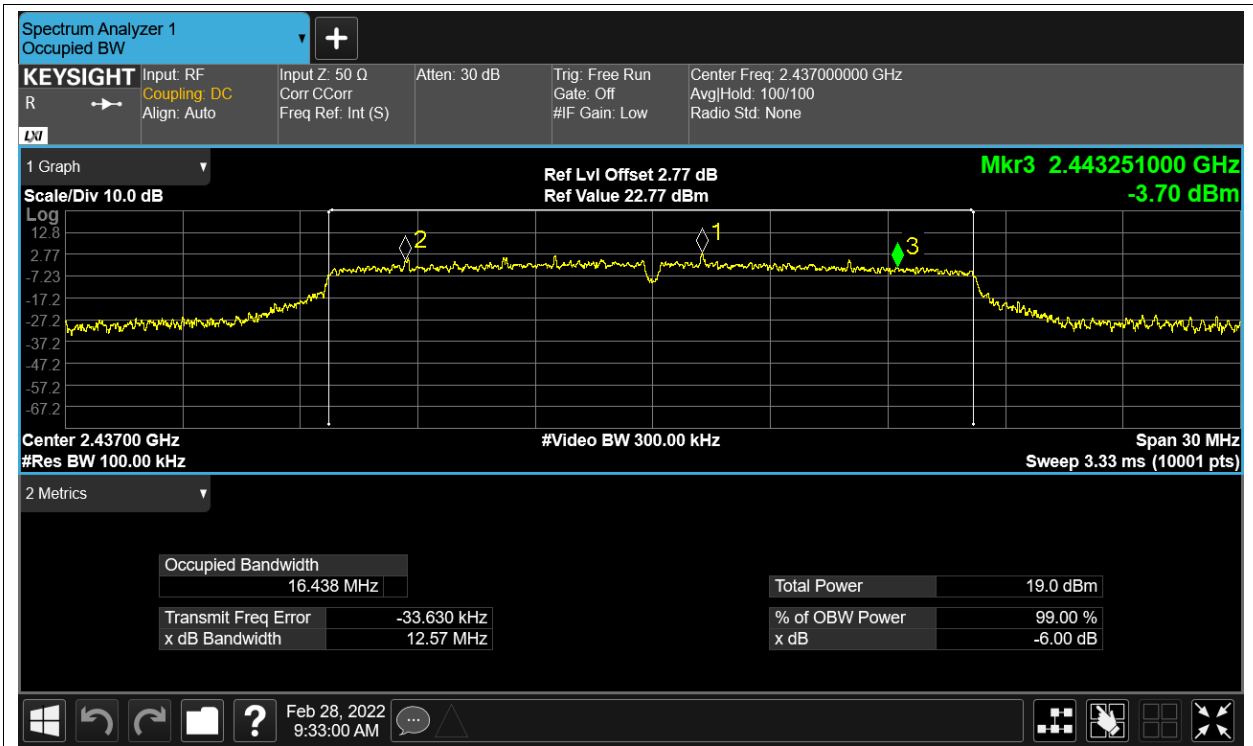 Spectrum Analyzer 1
Occupied BW
KEYSIGHT
R
LXI
Input: RF
Coupling: DC
Align: Auto
Input Z: 50 Ω
Corr CCorr
Freq Ref: Int (S)
Atten: 30 dB
Trig: Free Run
Gate: Off
#IF Gain: Low
Center Freq: 2.437000000 GHz
Avg|Hold: 100/100
Radio Std: None
1 Graph
Scale/Div 10.0 dB
Ref Lvl Offset 2.77 dB
Ref Value 22.77 dBm
Mkr3 2.443251000 GHz
-3.70 dBm
Log
12.8
2.77
-7.23
-17.2
-27.2
-37.2
-47.2
-57.2
-67.2
2
1
3
Center 2.43700 GHz
#Video BW 300.00 kHz
Span 30 MHz
#Res BW 100.00 kHz
Sweep 3.33 ms (10001 pts)
2 Metrics
Occupied Bandwidth
16.438 MHz
Total Power 19.0 dBm
Transmit Freq Error -33.630 kHz
% of OBW Power 99.00 %
x dB Bandwidth 12.57 MHz
x dB -6.00 dB
?
Feb 28, 2022
9:33:00 AM